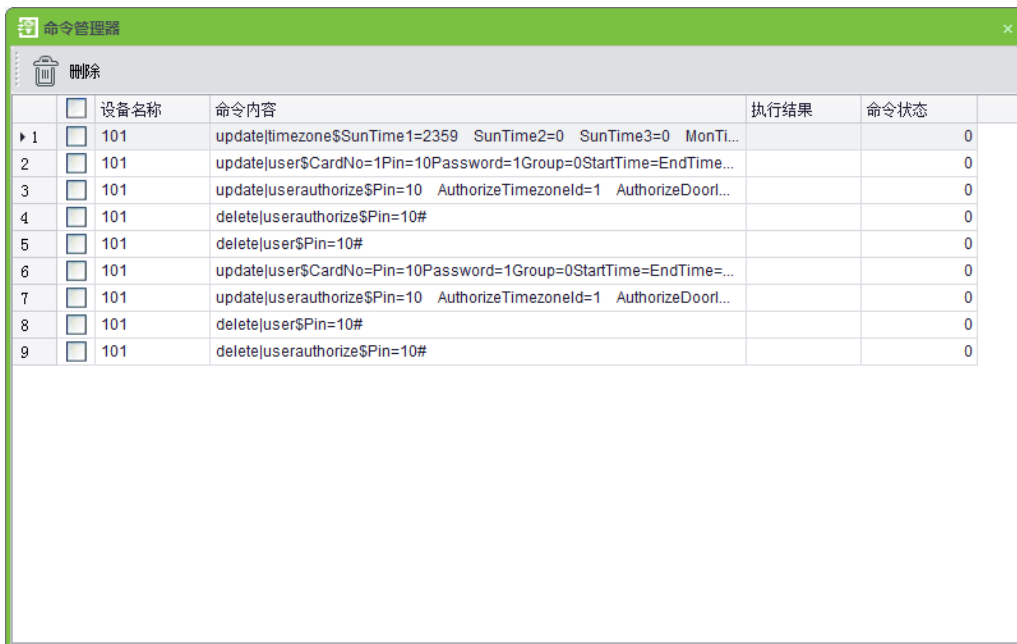 命令管理器
删除
设备名称 命令内容 执行结果 命令状态
1 101 update|timezone$SunTime1=2359 SunTime2=0 SunTime3=0 MonTi... 0
2 101 update|user$CardNo=1Pin=10Password=1Group=0StartTime=EndTime... 0
3 101 update|userauthorize$Pin=10 AuthorizeTimezoneId=1 AuthorizeDoorI... 0
4 101 delete|userauthorize$Pin=10# 0
5 101 delete|user$Pin=10# 0
6 101 update|user$CardNo=Pin=10Password=1Group=0StartTime=EndTime=... 0
7 101 update|userauthorize$Pin=10 AuthorizeTimezoneId=1 AuthorizeDoorI... 0
8 101 delete|user$Pin=10# 0
9 101 delete|userauthorize$Pin=10# 0